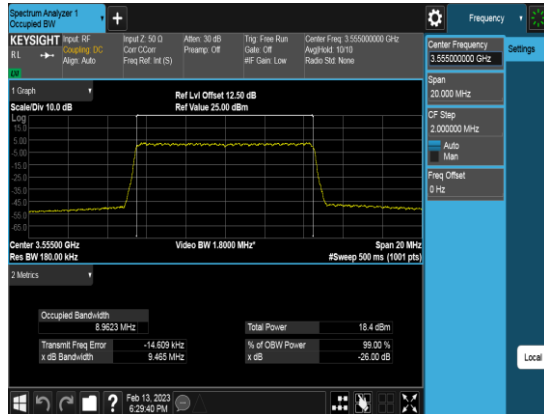 Spectrum Analyzer 1
Occupied BW
Frequency
KEYSIGHT
RL
Input: RF
Coupling: DC
Align: Auto
Input Z: 50 Ω
Corr CCorr
Freq Ref: Int (S)
Atten: 30 dB
Preamp: Off
Trig: Free Run
Gate: Off
#IF Gain: Low
Center Freq: 3.555000000 GHz
Avg|Hold: 10/10
Radio Std: None
1 Graph
Scale/Div 10.0 dB
Ref Lvl Offset 12.50 dB
Ref Value 25.00 dBm
Log
15.0
5.00
-5.00
-15.0
-25.0
-35.0
-45.0
-55.0
-65.0
Center 3.55500 GHz
Res BW 180.00 kHz
Video BW 1.8000 MHz*
Span 20 MHz
#Sweep 500 ms (1001 pts)
2 Metrics
Occupied Bandwidth
8.9623 MHz
Total Power 18.4 dBm
Transmit Freq Error -14.609 kHz
% of OBW Power 99.00 %
x dB Bandwidth 9.465 MHz
x dB -26.00 dB
Center Frequency
3.555000000 GHz
Settings
Span
20.000 MHz
CF Step
2.000000 MHz
Auto
Man
Freq Offset
0 Hz
Local
?
Feb 13, 2023
6:29:40 PM